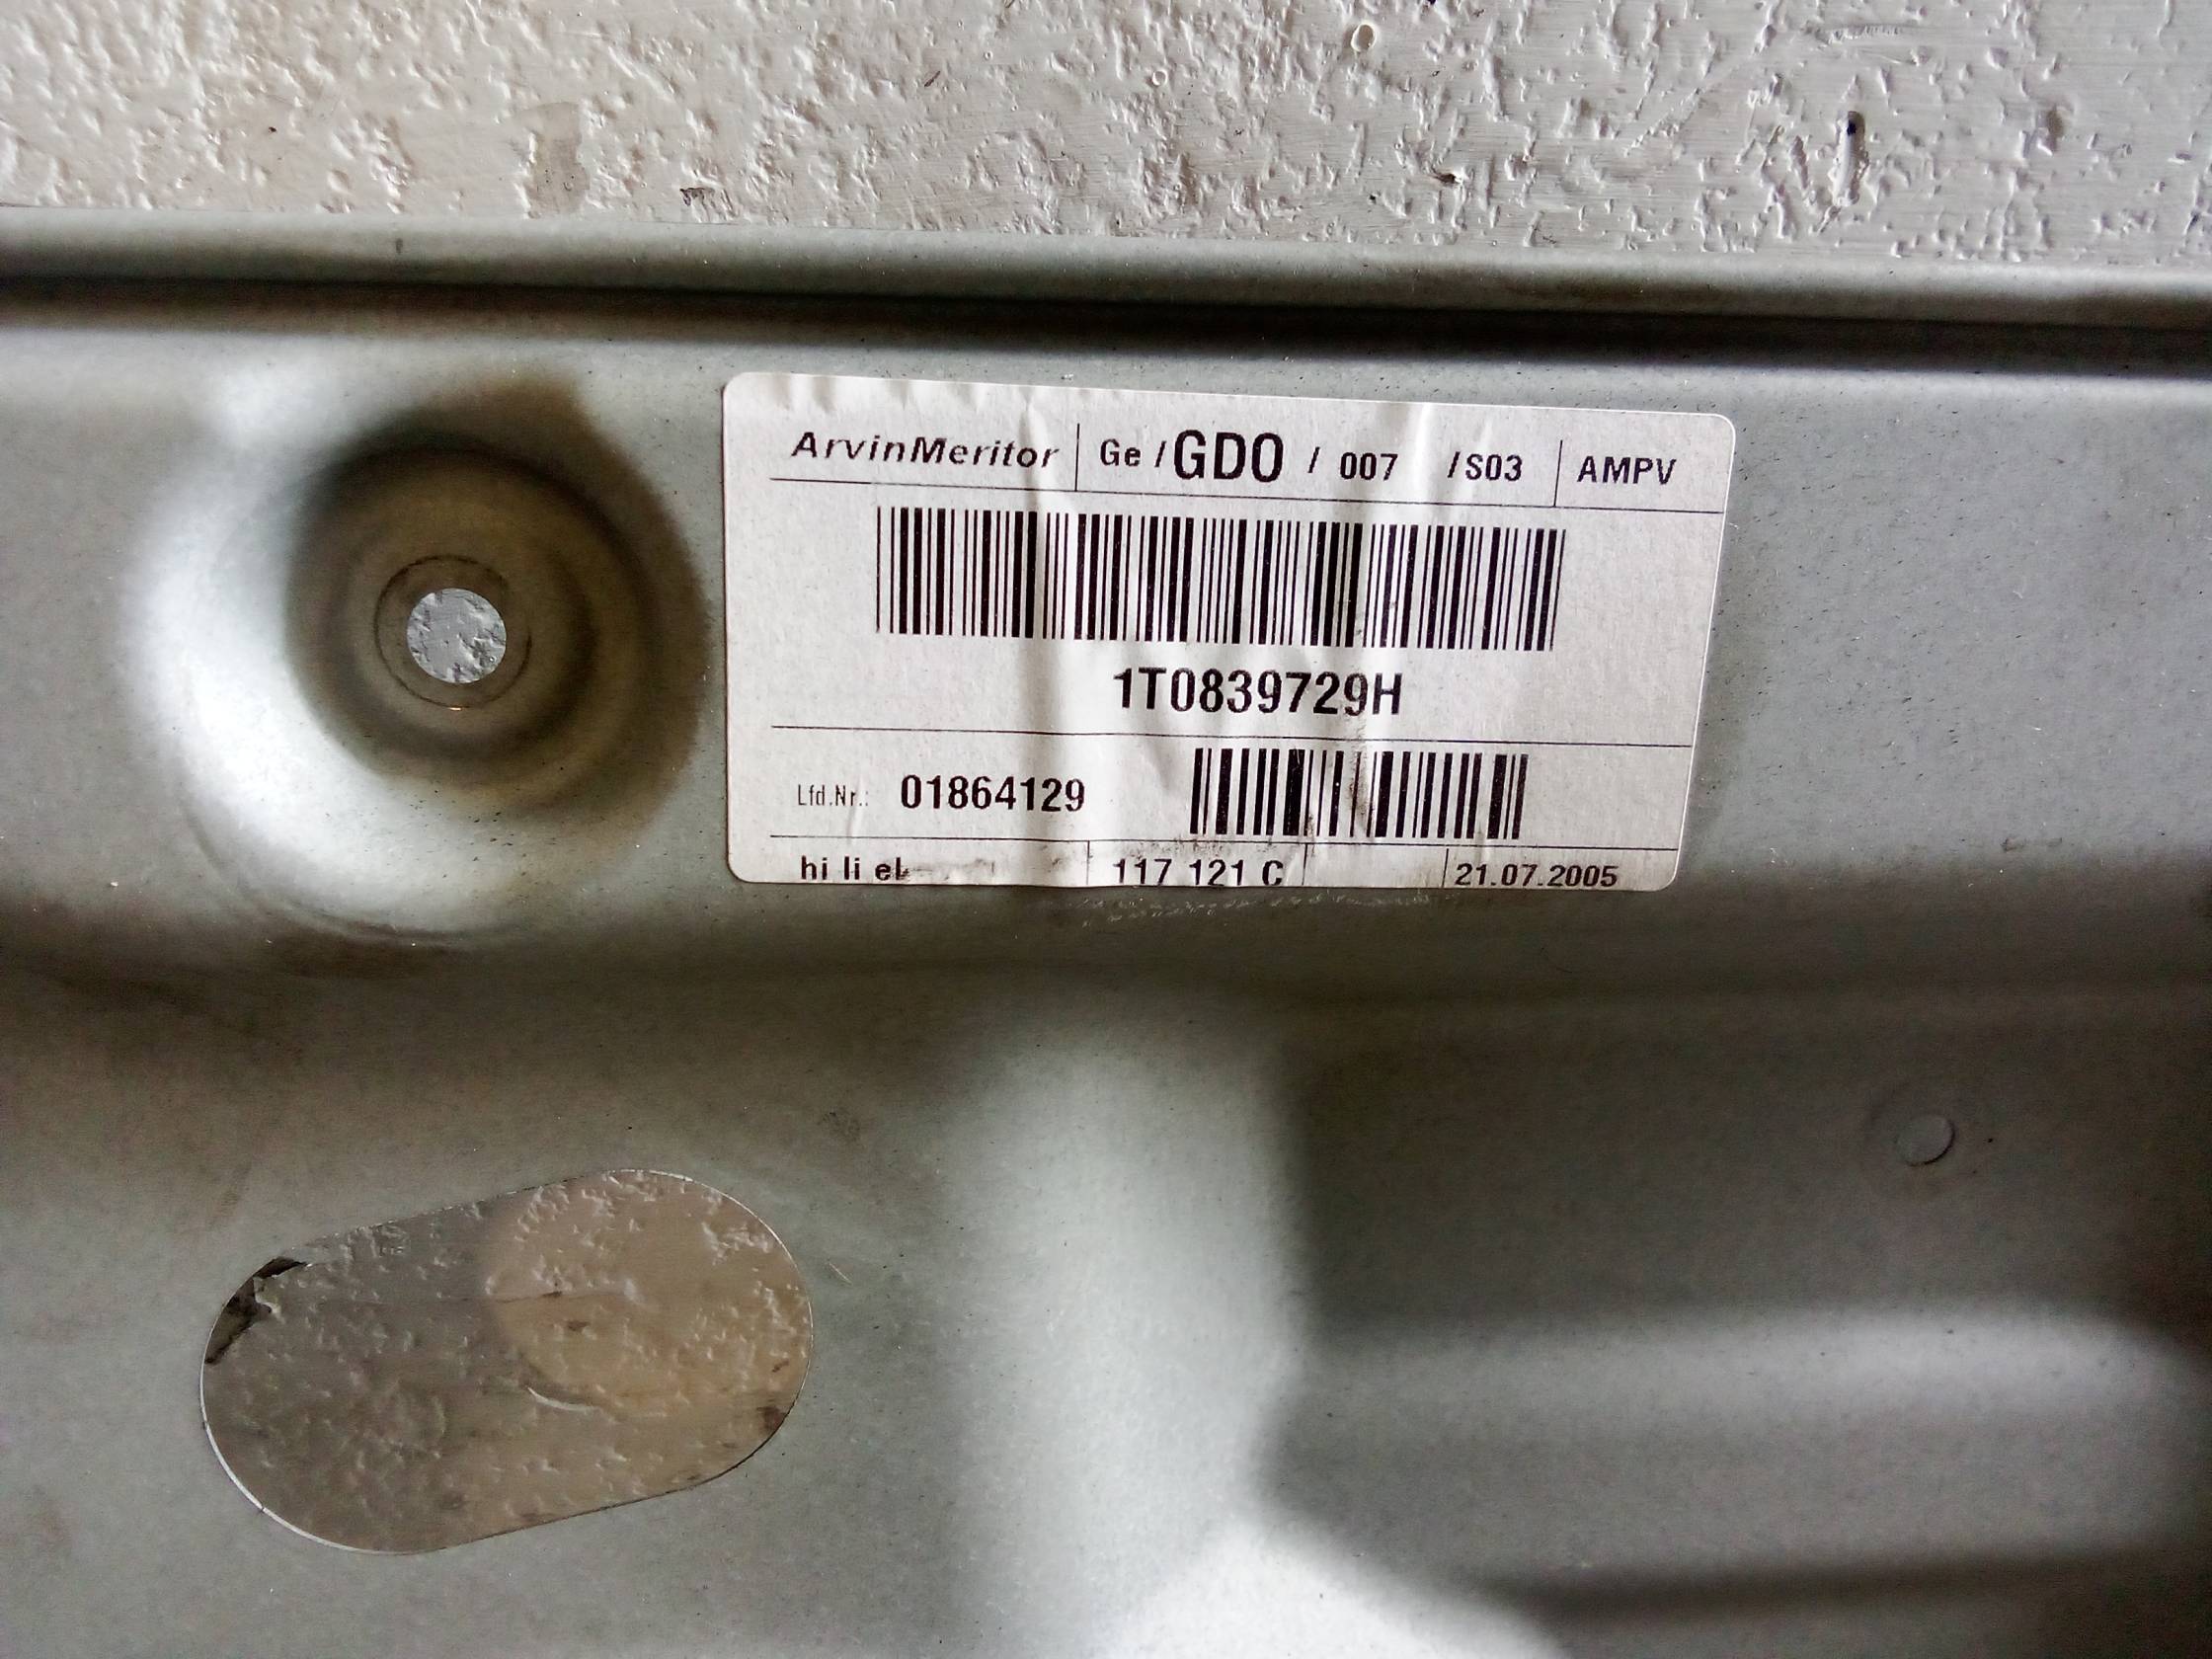 ArvinMeritor Ge / GDO / 007 / S03 AMPV
1T0839729H
Lfd.Nr.: 01864129
hi li el 117 121 C 21.07.2005